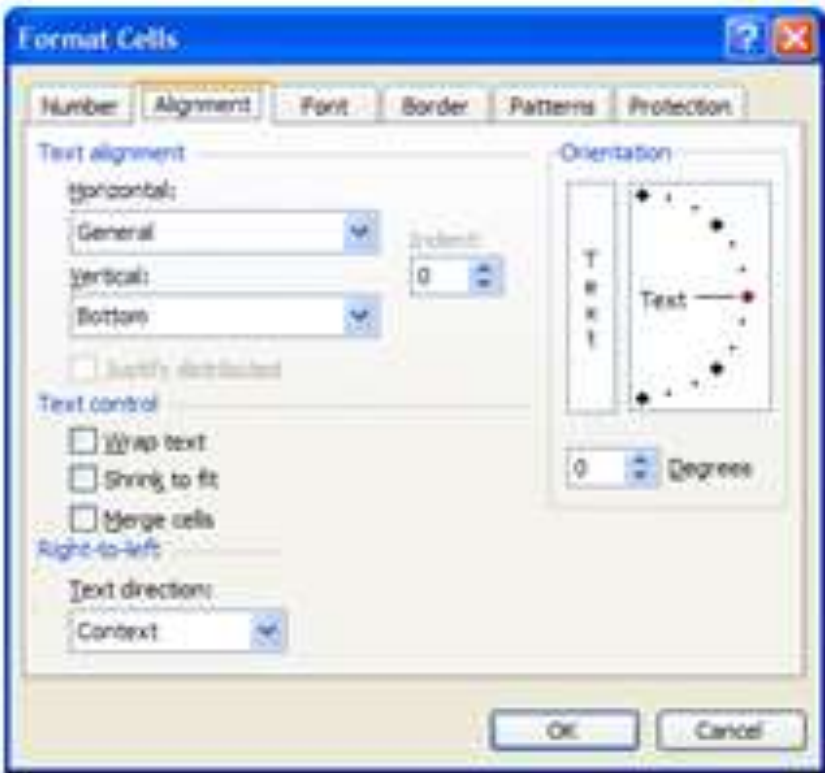 Format Cells
Number Alignment Font Border Patterns Protection
Text alignment
Horizontal:
General
Vertical:
Bottom
Indent:
0
Justify distributed
Text control
Wrap text
Shrink to fit
Merge cells
Right-to-left
Text direction:
Context
Orientation
Text
Text
0 Degrees
OK Cancel